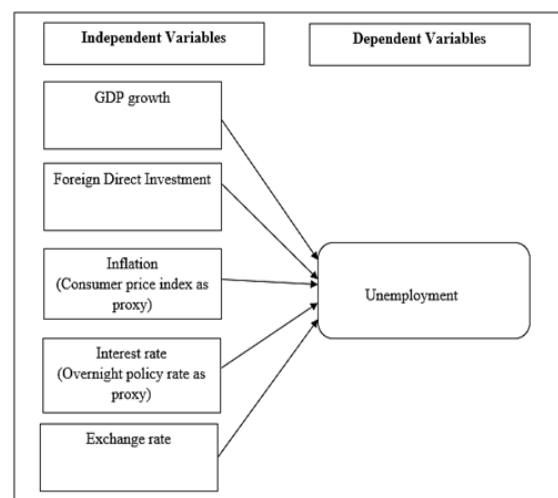 Independent Variables
Dependent Variables
GDP growth
Foreign Direct Investment
Inflation
(Consumer price index as
proxy)
Interest rate
(Overnight policy rate as
proxy)
Exchange rate
Unemployment